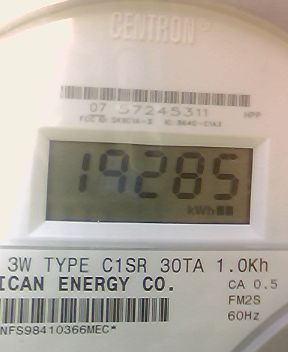 CENTRON®
07 57245311 HPP
19285
kWh
3W TYPE C1SR 30TA 1.0Kh
ICAN ENERGY CO. CA 0.5
FM2S
NFS98410366MEC* 60Hz